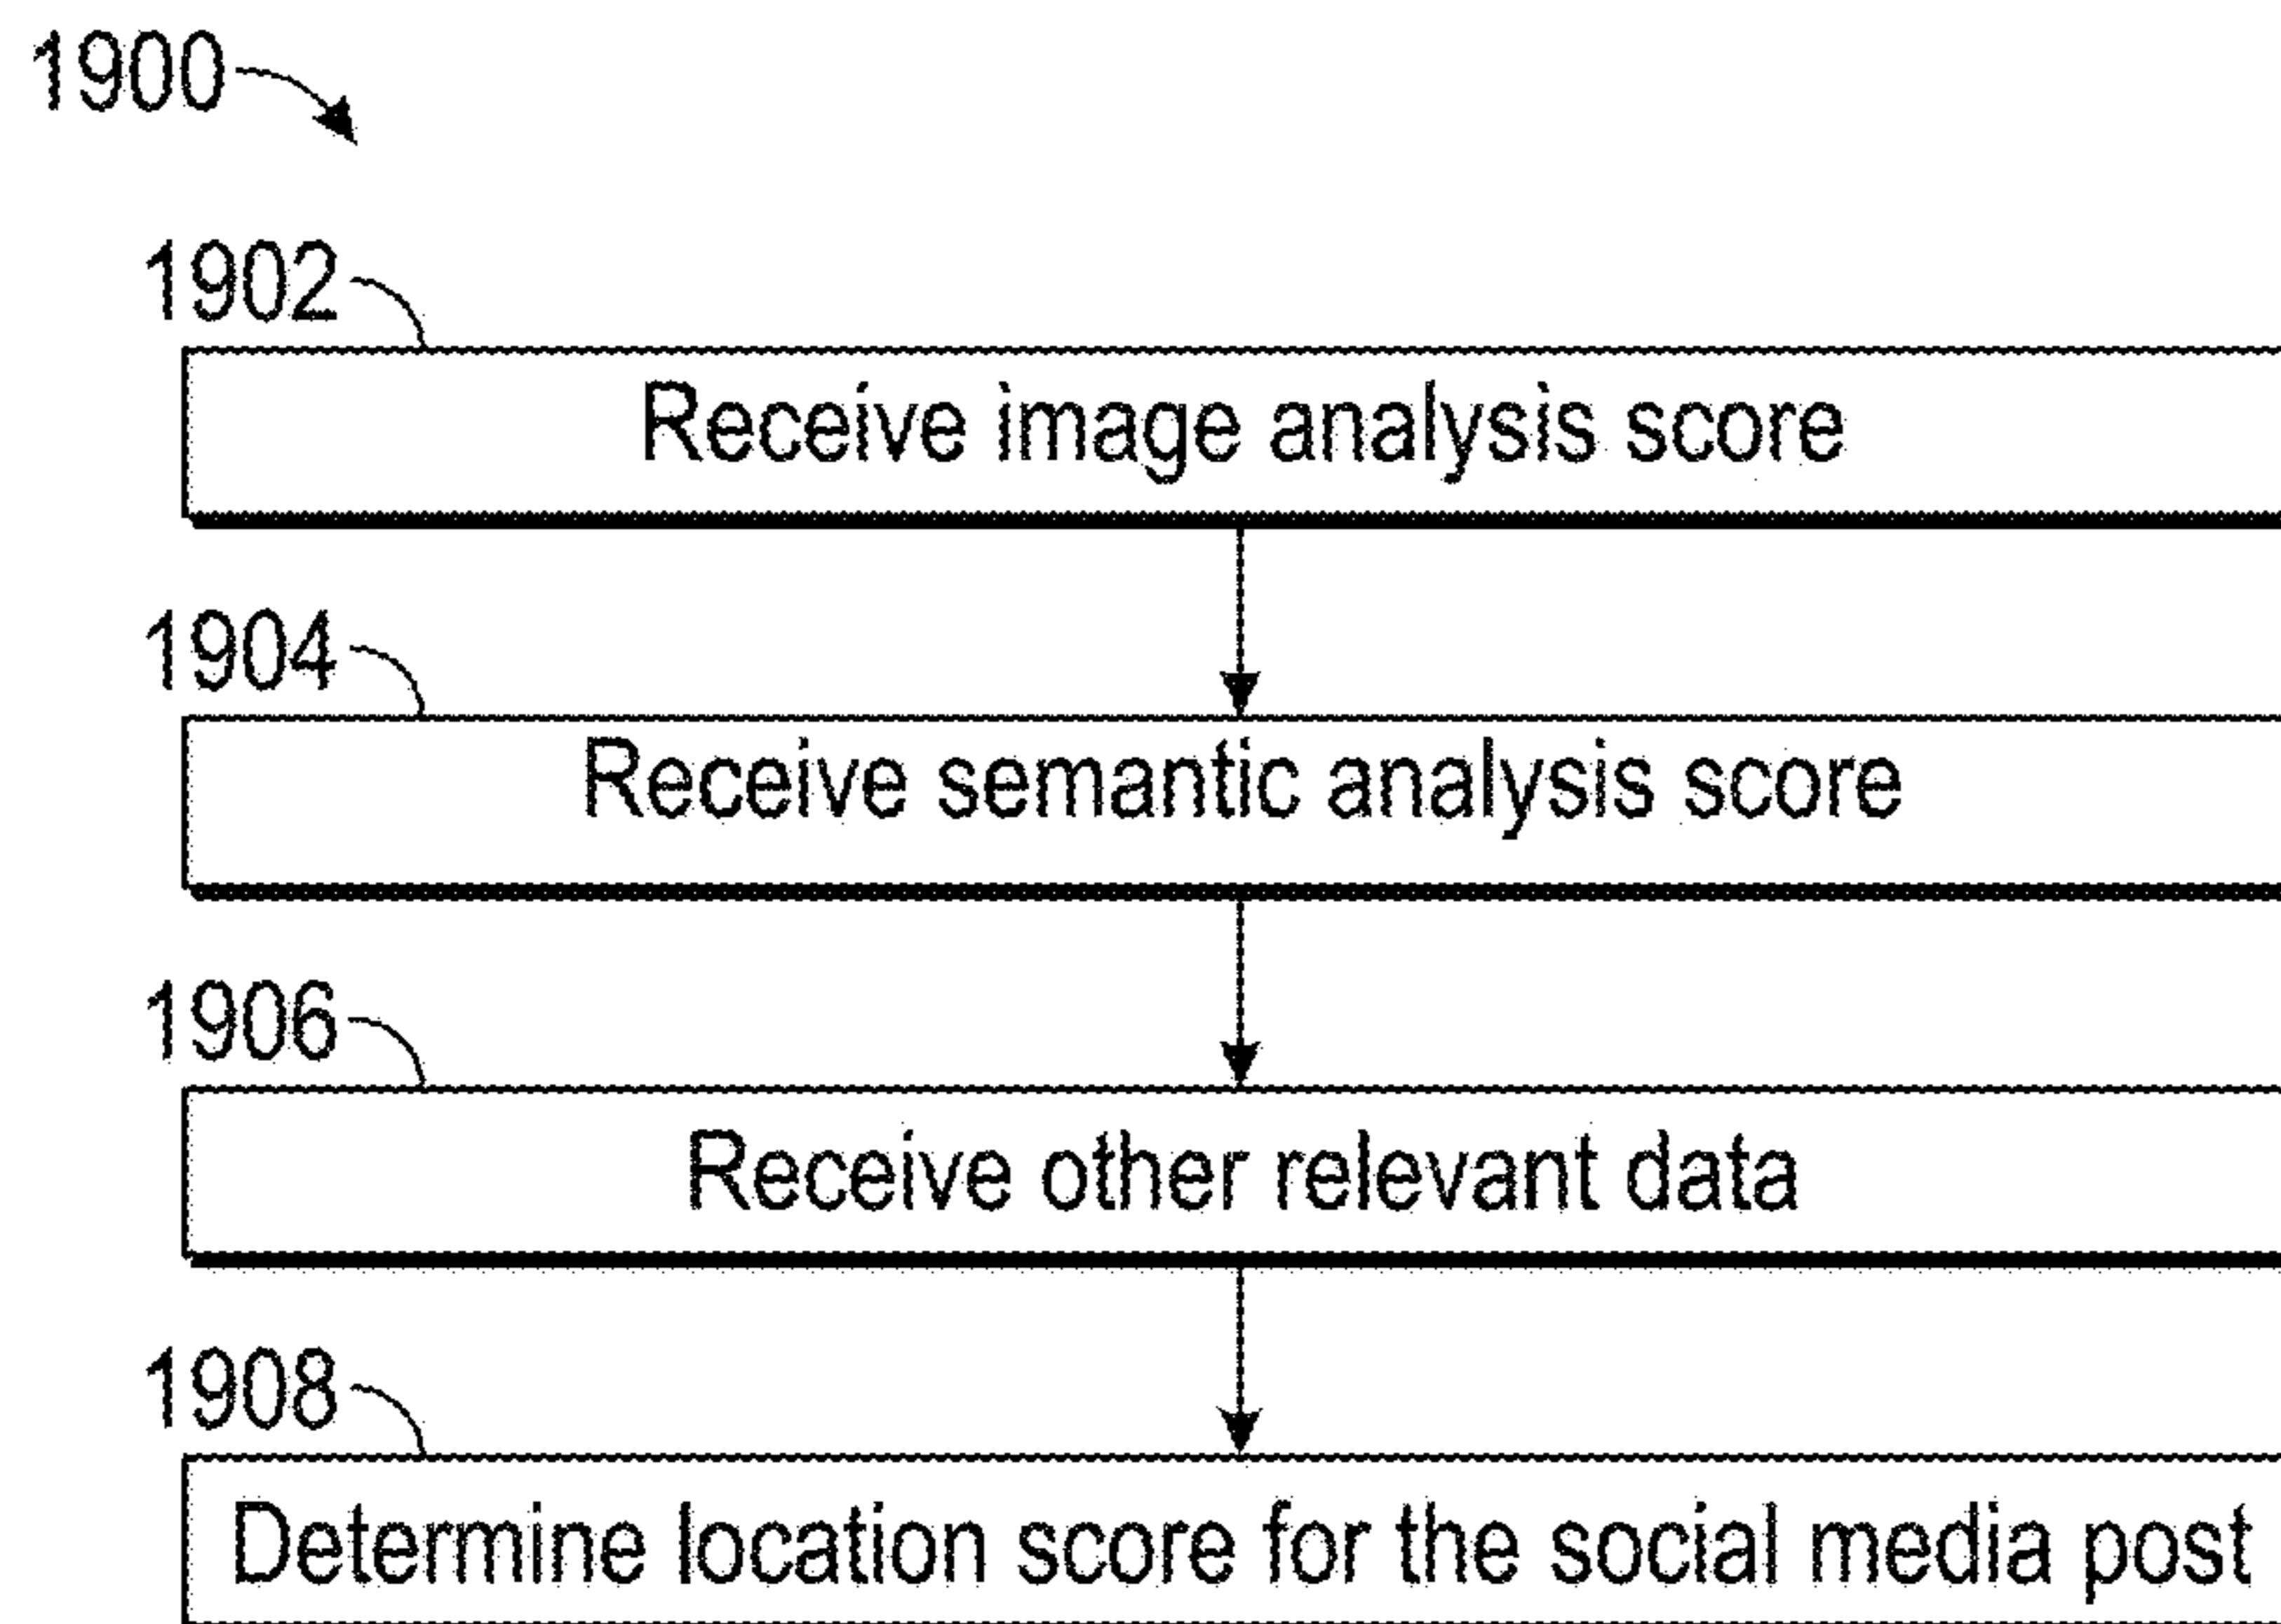 1900
1902
Receive image analysis score
1904
Receive semantic analysis score
1906
Receive other relevant data
1908
Determine location score for the social media post